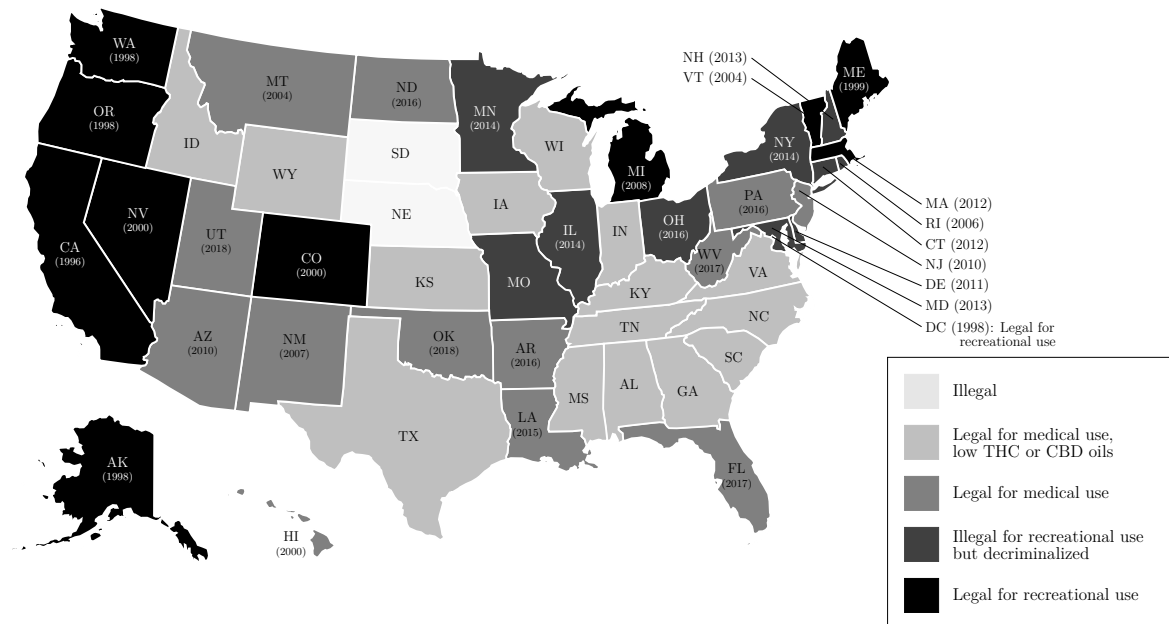 WA
(1998)
OR
(1998)
CA
(1996)
NV
(2000)
ID
MT
(2004)
WY
UT
(2018)
CO
(2000)
AZ
(2010)
NM
(2007)
ND
(2016)
SD
NE
KS
OK
(2018)
TX
MN
(2014)
IA
MO
AR
(2016)
LA
(2015)
WI
IL
(2014)
MI
(2008)
IN
OH
(2016)
KY
TN
MS
AL
GA
FL
(2017)
SC
NC
VA
WV
(2017)
PA
(2016)
NY
(2014)
ME
(1999)
NH (2013)
VT (2004)
MA (2012)
RI (2006)
CT (2012)
NJ (2010)
DE (2011)
MD (2013)
DC (1998): Legal for
recreational use
AK
(1998)
HI
(2000)
Illegal
Legal for medical use,
low THC or CBD oils
Legal for medical use
Illegal for recreational use
but decriminalized
Legal for recreational use